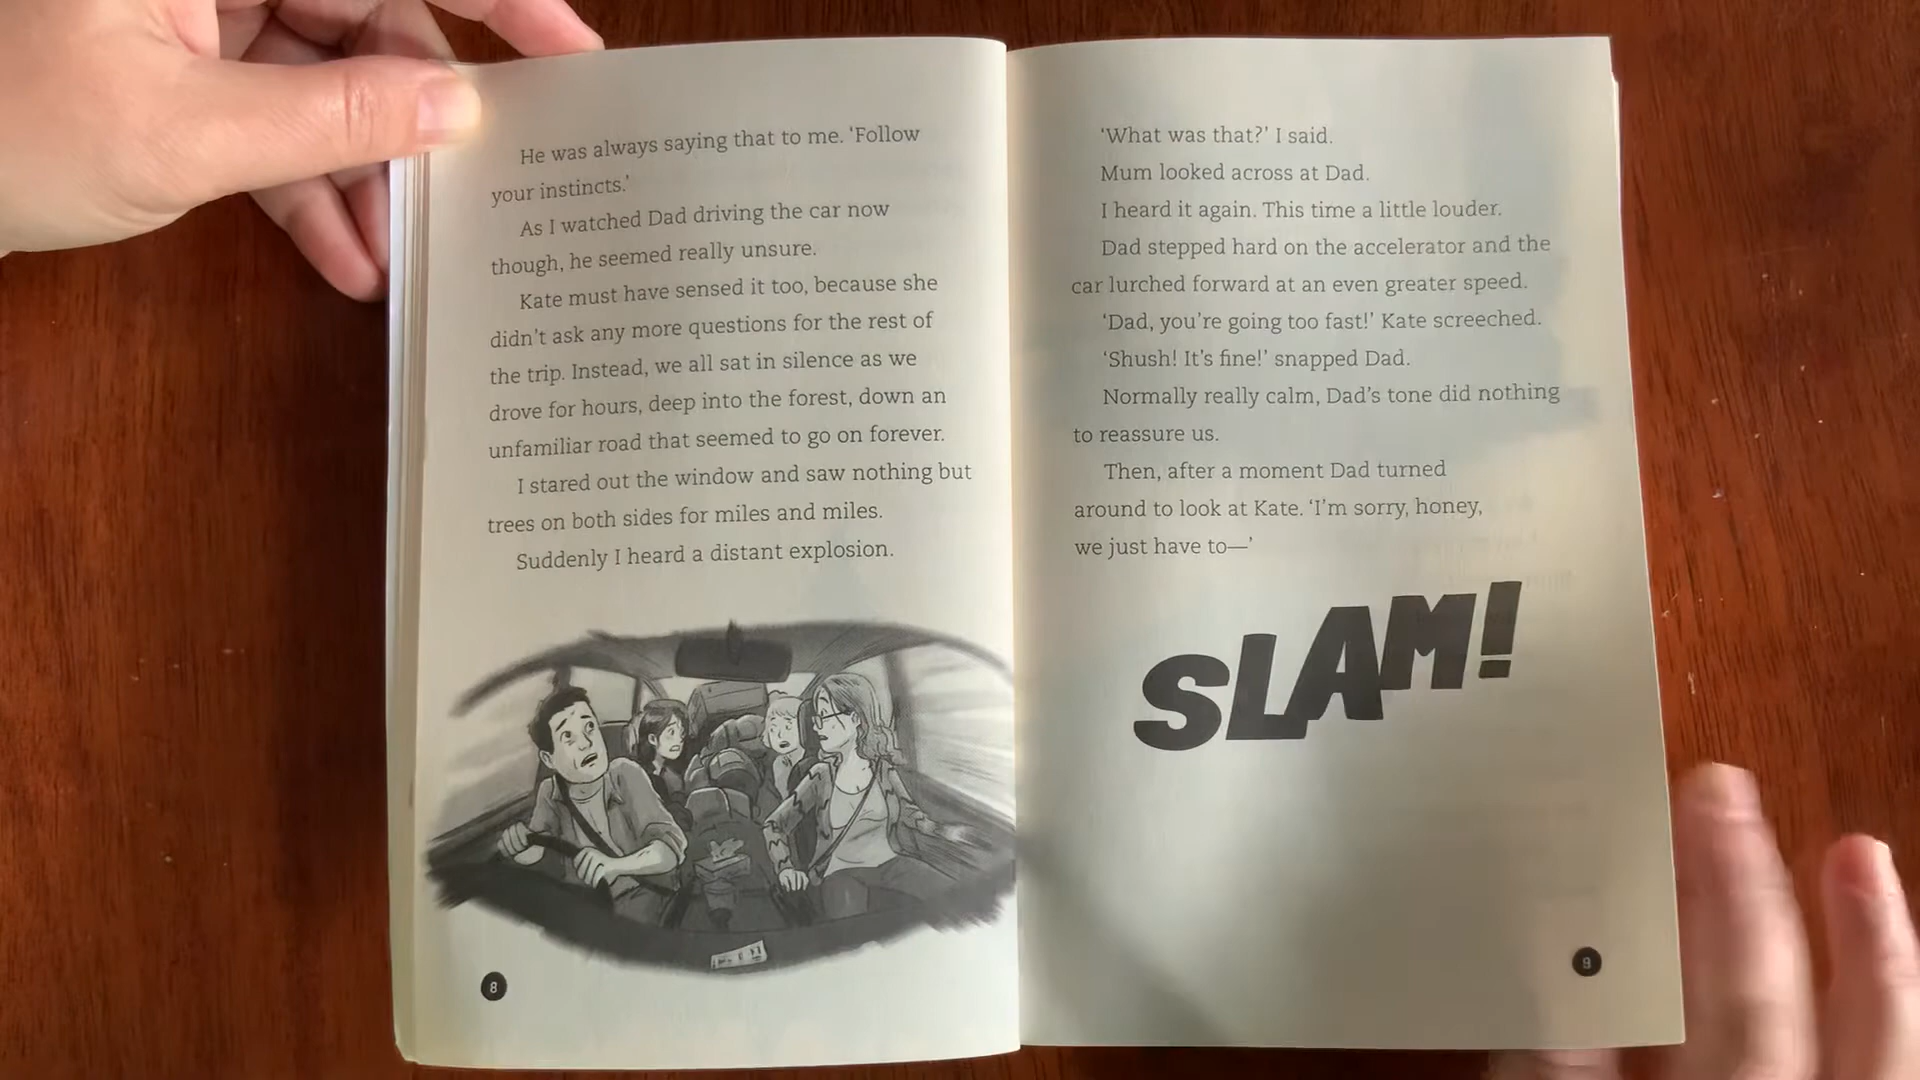 He was always saying that to me. ‘Follow
your instincts.’
As I watched Dad driving the car now
though, he seemed really unsure.
Kate must have sensed it too, because she
didn’t ask any more questions for the rest of
the trip. Instead, we all sat in silence as we
drove for hours, deep into the forest, down an
unfamiliar road that seemed to go on forever.
I stared out the window and saw nothing but
trees on both sides for miles and miles.
Suddenly I heard a distant explosion.
8
‘What was that?’ I said.
Mum looked across at Dad.
I heard it again. This time a little louder.
Dad stepped hard on the accelerator and the
car lurched forward at an even greater speed.
‘Dad, you’re going too fast!’ Kate screeched.
‘Shush! It’s fine!’ snapped Dad.
Normally really calm, Dad’s tone did nothing
to reassure us.
Then, after a moment Dad turned
around to look at Kate. ‘I’m sorry, honey,
we just have to—’
SLAM!
9